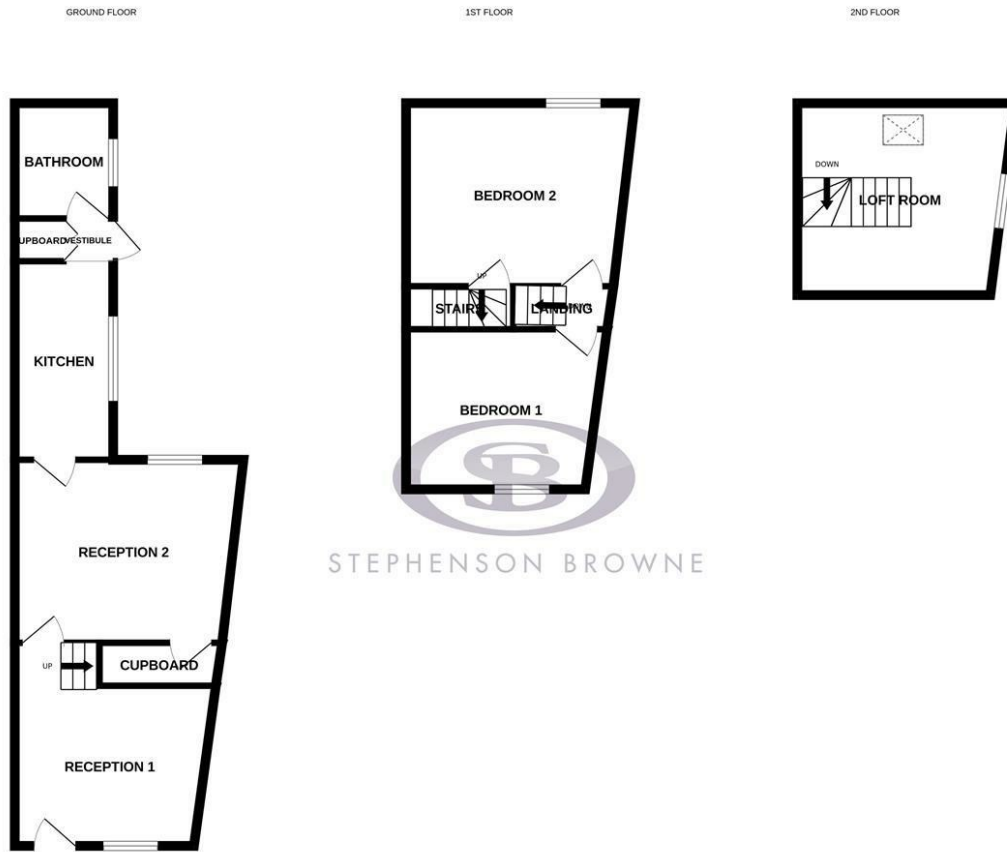 GROUND FLOOR
BATHROOM
UPBOARD
VESTIBULE
KITCHEN
RECEPTION 2
UP
CUPBOARD
RECEPTION 1
1ST FLOOR
BEDROOM 2
UP
STAIRS
LANDING
BEDROOM 1
SB
STEPHENSON BROWNE
2ND FLOOR
DOWN
LOFT ROOM